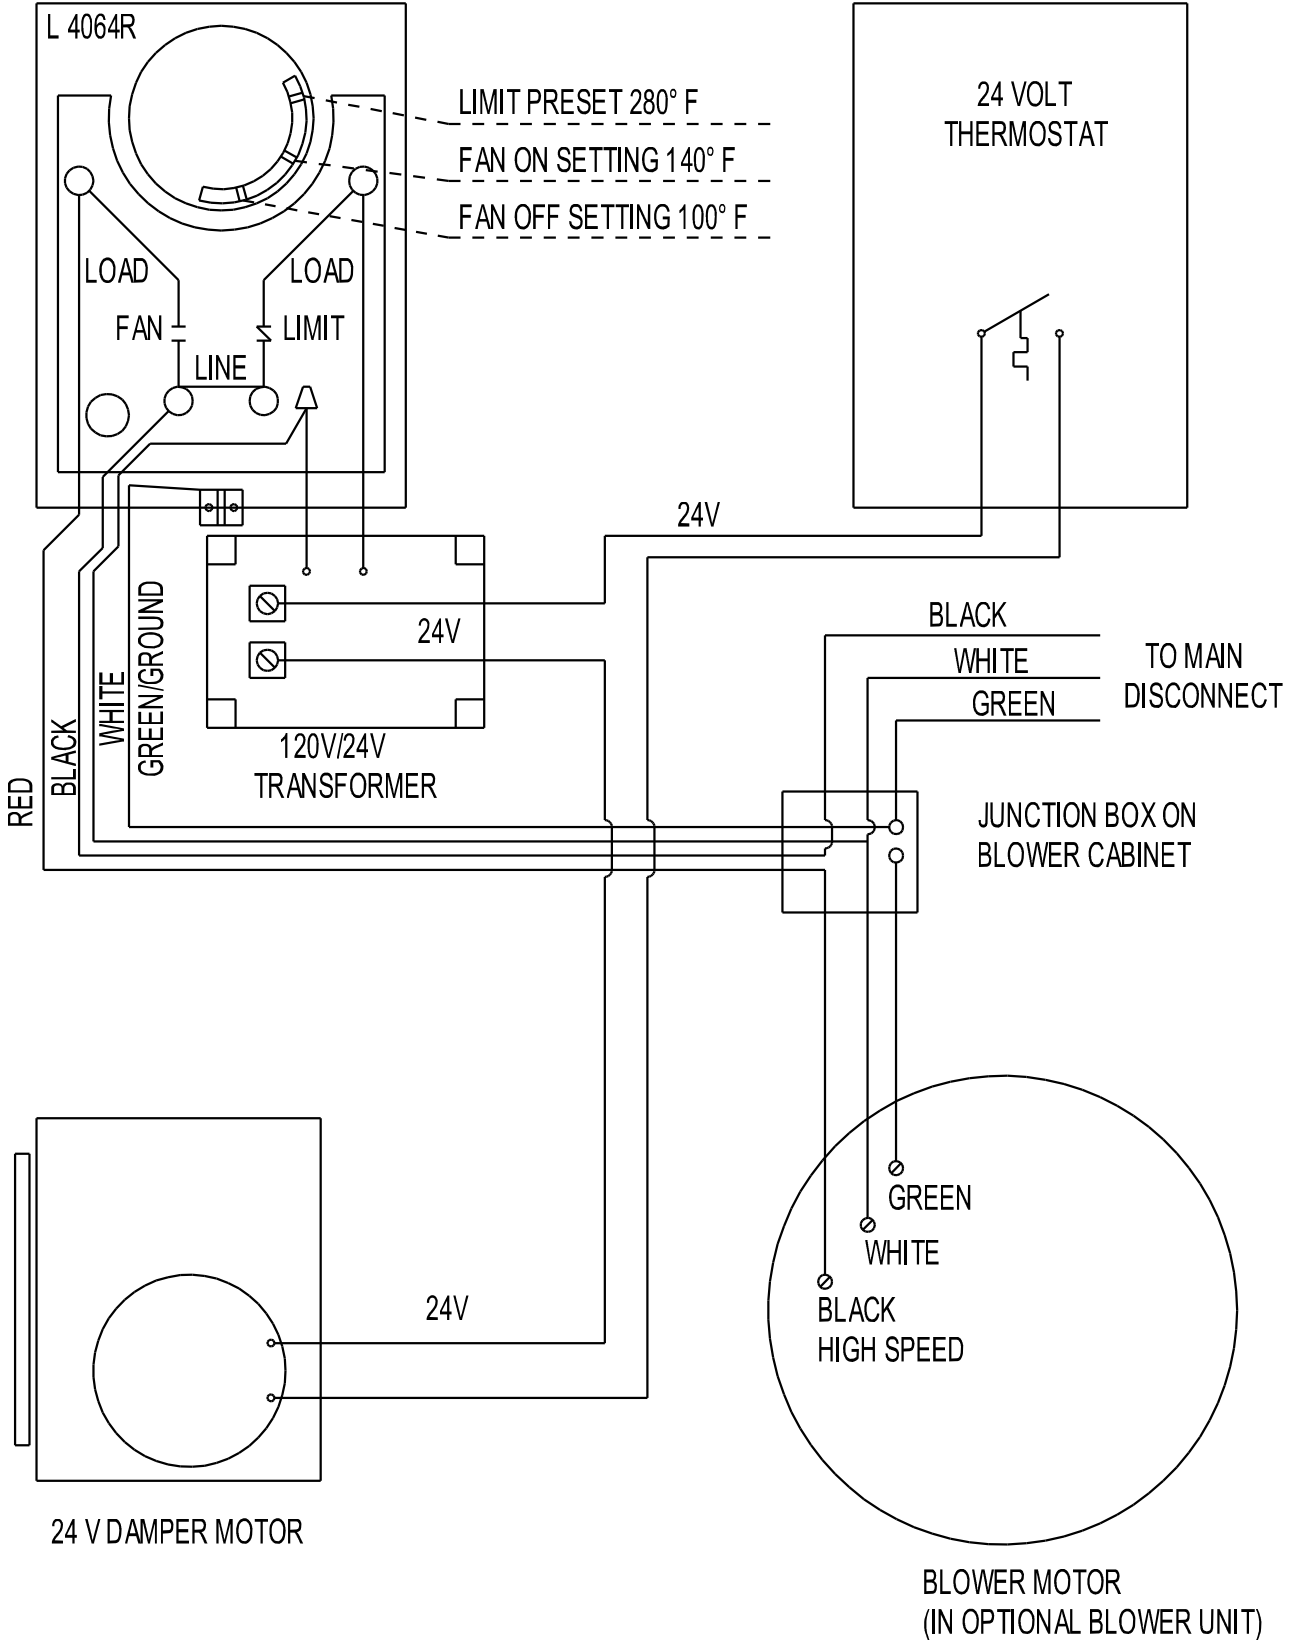 L 4064R
LIMIT PRESET 280° F
FAN ON SETTING 140° F
FAN OFF SETTING 100° F
24 VOLT
THERMOSTAT
LOAD
LOAD
FAN
LIMIT
LINE
24V
24V
BLACK
WHITE
GREEN
TO MAIN
DISCONNECT
RED
BLACK
WHITE
GREEN/GROUND
120V/24V
TRANSFORMER
JUNCTION BOX ON
BLOWER CABINET
GREEN
WHITE
BLACK
HIGH SPEED
24V
24 V DAMPER MOTOR
BLOWER MOTOR
(IN OPTIONAL BLOWER UNIT)